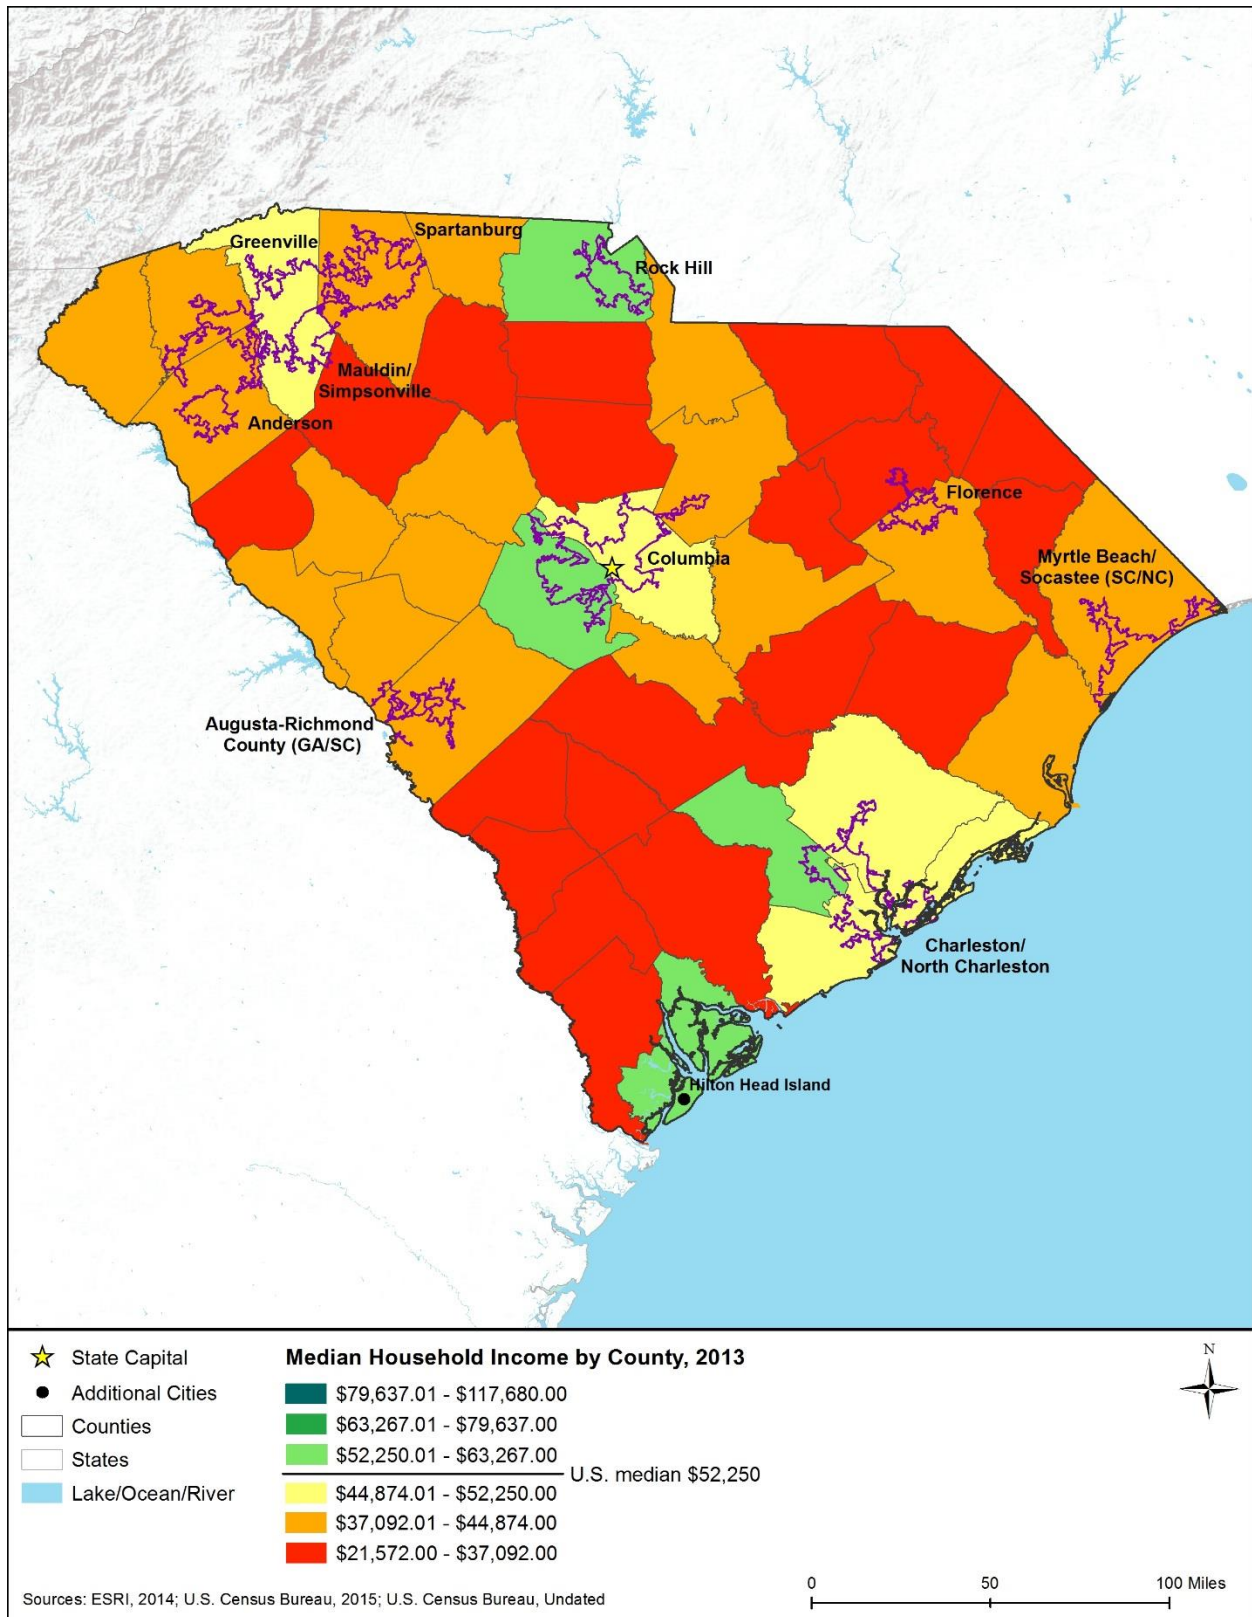 Greenville
Spartanburg
Rock Hill
Mauldin/
Simpsonville
Anderson
Florence
Columbia
Myrtle Beach/
Socastee (SC/NC)
Augusta-Richmond
County (GA/SC)
Charleston/
North Charleston
Hilton Head Island
State Capital
Additional Cities
Counties
States
Lake/Ocean/River
Median Household Income by County, 2013
$79,637.01 - $117,680.00
$63,267.01 - $79,637.00
$52,250.01 - $63,267.00
U.S. median $52,250
$44,874.01 - $52,250.00
$37,092.01 - $44,874.00
$21,572.00 - $37,092.00
N
0 50 100 Miles
Sources: ESRI, 2014; U.S. Census Bureau, 2015; U.S. Census Bureau, Undated